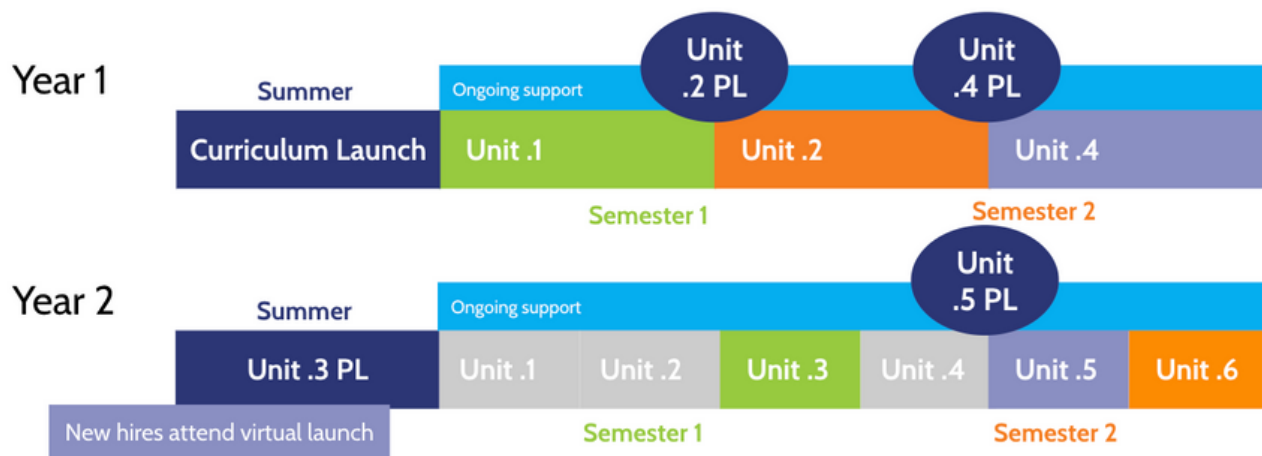 Unit
.2 PL
Unit
.4 PL
Year 1
Summer
Ongoing support
Curriculum Launch
Unit .1
Unit .2
Unit .4
Semester 1
Semester 2
Unit
.5 PL
Year 2
Summer
Ongoing support
Unit .3 PL
Unit .1
Unit .2
Unit .3
Unit .4
Unit .5
Unit .6
New hires attend virtual launch
Semester 1
Semester 2